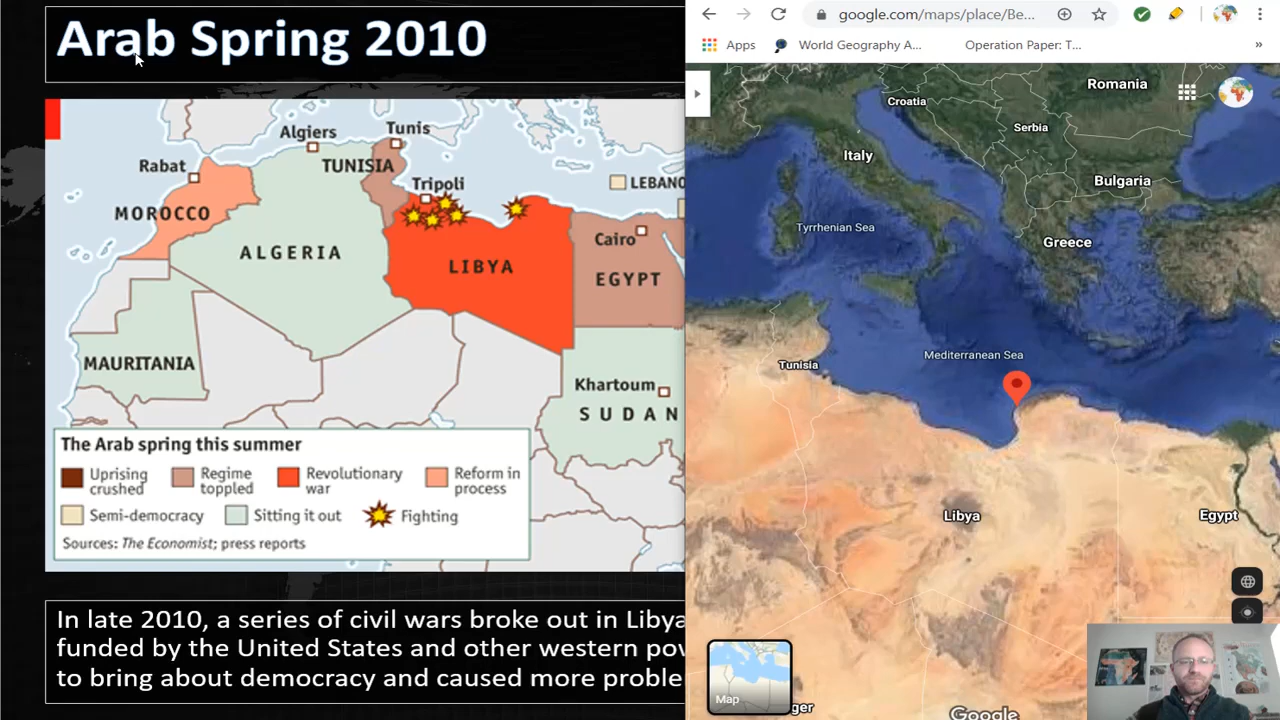 Arab Spring 2010
Algiers
Tunis
Rabat
TUNISIA
Tripoli
LEBANO
MOROCCO
Cairo
ALGERIA
LIBYA
EGYPT
MAURITANIA
Khartoum
SUDAN
The Arab spring this summer
Uprising crushed
Regime toppled
Revolutionary war
Reform in process
Semi-democracy
Sitting it out
Fighting
Sources: The Economist; press reports
In late 2010, a series of civil wars broke out in Libya
funded by the United States and other western pow
to bring about democracy and caused more proble
google.com/maps/place/Be...
Apps
World Geography A...
Operation Paper: T...
»
Romania
Croatia
Serbia
Italy
Bulgaria
Tyrrhenian Sea
Greece
Mediterranean Sea
Tunisia
Libya
Egypt
Map
ger
Google